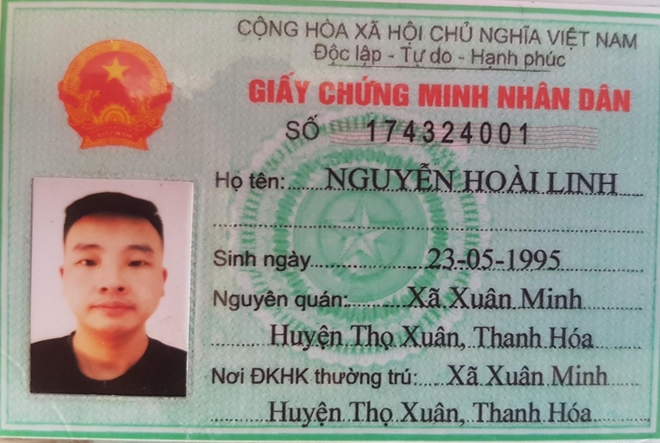 CỘNG HÒA XÃ HỘI CHỦ NGHĨA VIỆT NAM
Độc lập - Tự do - Hạnh phúc
GIẤY CHỨNG MINH NHÂN DÂN
SỐ 174324001
Họ tên: NGUYỄN HOÀI LINH
Sinh ngày 23-05-1995
Nguyên quán: Xã Xuân Minh
Huyện Thọ Xuân, Thanh Hóa
Nơi ĐKHK thường trú: Xã Xuân Minh
Huyện Thọ Xuân, Thanh Hóa